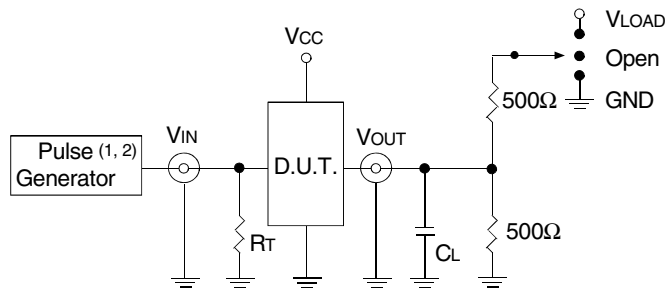 VLOAD
VCC
Open
500Ω
GND
VIN
VOUT
Pulse (1, 2)
Generator
D.U.T.
RT
CL
500Ω